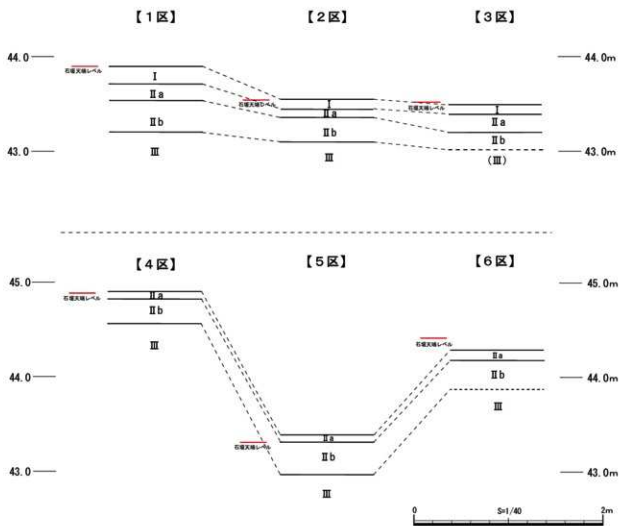 【1区】 【2区】 【3区】
44.0 44.0m
石垣天端レベル
Ⅰ
Ⅱa
Ⅱb
Ⅲ
石垣天端レベル
Ⅰ
Ⅱa
Ⅱb
Ⅲ
石垣天端レベル
Ⅰ
Ⅱa
Ⅱb
(Ⅲ)
43.0 43.0m
【4区】 【5区】 【6区】
45.0 45.0m
石垣天端レベル
Ⅱa
Ⅱb
Ⅲ
44.0 44.0m
石垣天端レベル
Ⅱa
Ⅱb
Ⅲ
石垣天端レベル
Ⅱa
Ⅱb
Ⅲ
43.0 43.0m
0 S=1/40 2m